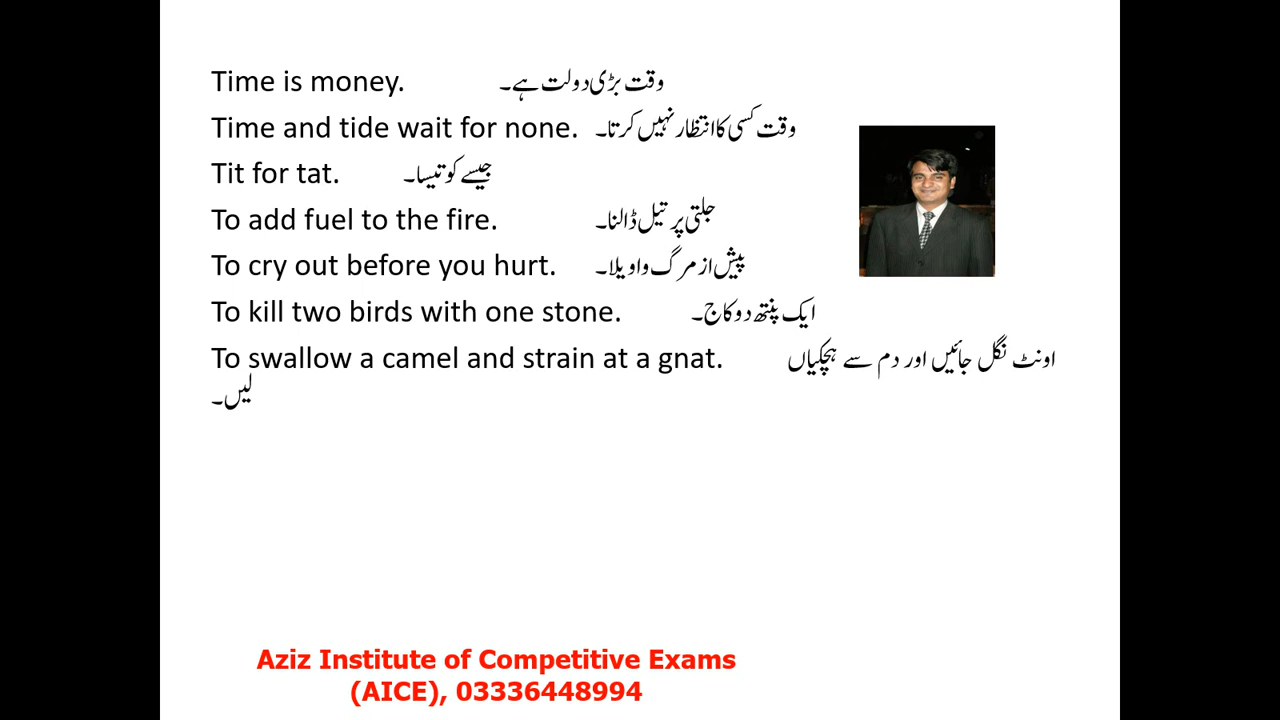 Time is money. وقت بڑی دولت ہے۔
Time and tide wait for none. وقت کسی کا انتظار نہیں کرتا۔
Tit for tat. جیسے کو تیسا۔
To add fuel to the fire. جلتی پر تیل ڈالنا۔
To cry out before you hurt. پیش از مرگ واویلا۔
To kill two birds with one stone. ایک پنتھ دو کاج۔
To swallow a camel and strain at a gnat. اونٹ نگل جائیں اور دم سے ہچکیاں
لیں۔
Aziz Institute of Competitive Exams
(AICE), 03336448994